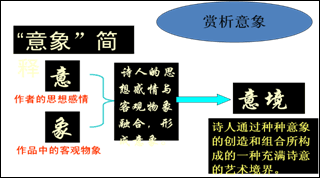 赏析意象
“意象”简
释
意
作者的思想感情
象
作品中的客观物象
诗人的思
想感情与
客观物象
融合，形
成意象
意境
诗人通过种种意象
的创造和组合所构
成的一种充满诗意
的艺术境界。